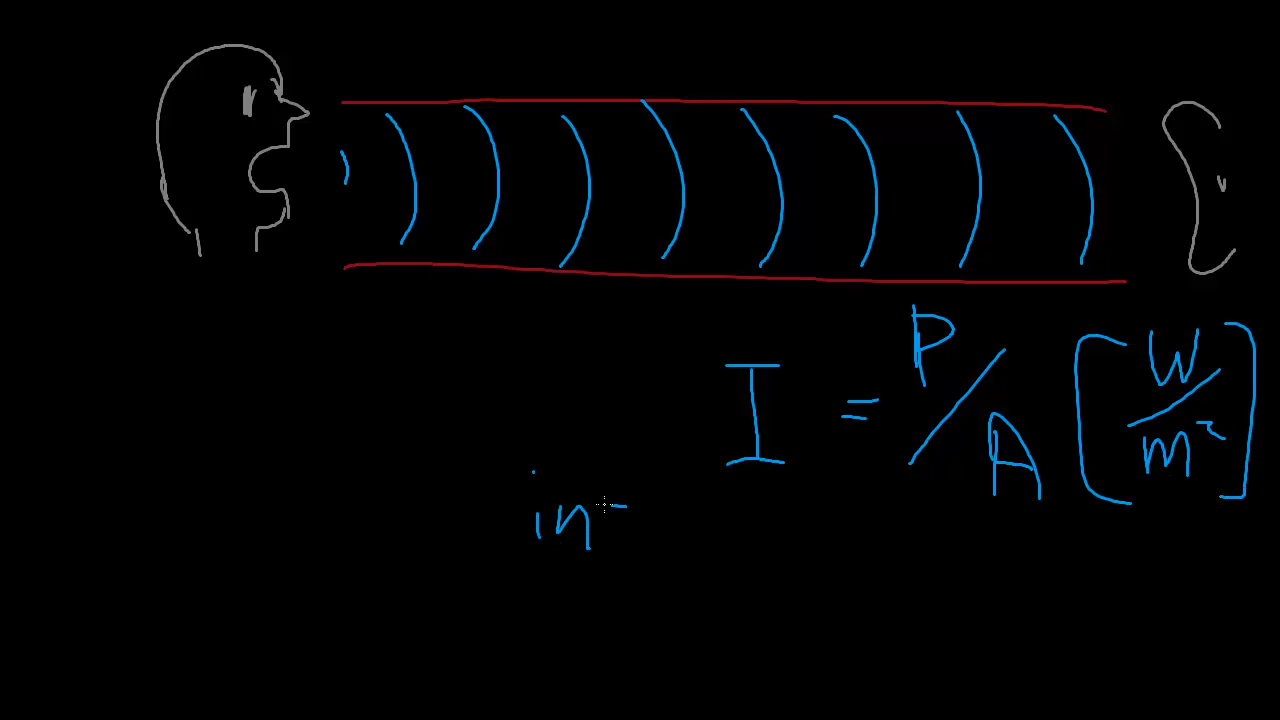 I = P/A [W/m²]
in